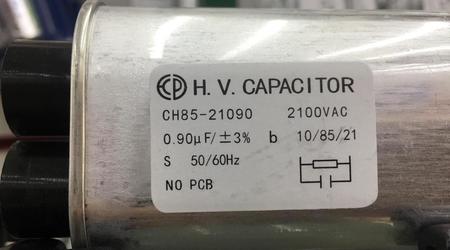 H. V. CAPACITOR
CH85-21090 2100VAC
0.90μF/±3% b 10/85/21
S 50/60Hz
NO PCB